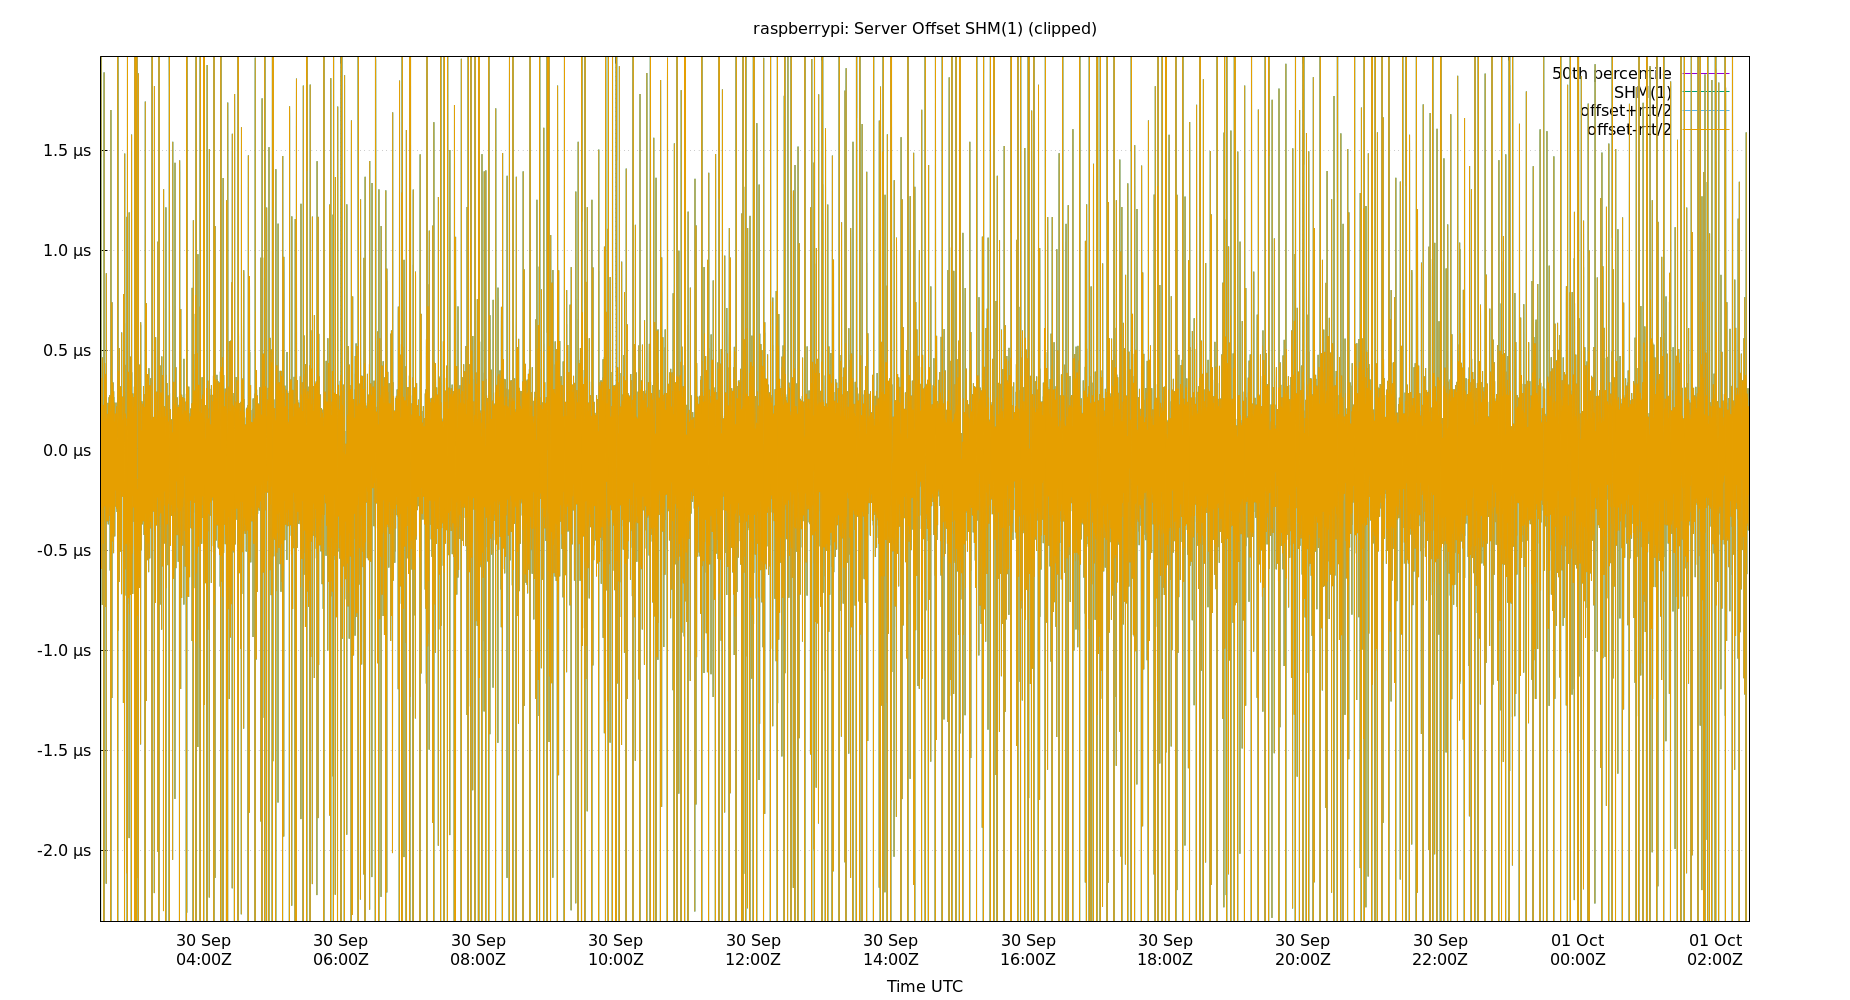 raspberrypi: Server Offset SHM(1) (clipped)
50th percentile
SHM(1)
offset+rtt/2
offset-rtt/2
1.5 µs
1.0 µs
0.5 µs
0.0 µs
-0.5 µs
-1.0 µs
-1.5 µs
-2.0 µs
30 Sep 30 Sep 30 Sep 30 Sep 30 Sep 30 Sep 30 Sep 30 Sep 30 Sep 30 Sep 01 Oct 01 Oct
04:00Z 06:00Z 08:00Z 10:00Z 12:00Z 14:00Z 16:00Z 18:00Z 20:00Z 22:00Z 00:00Z 02:00Z
Time UTC